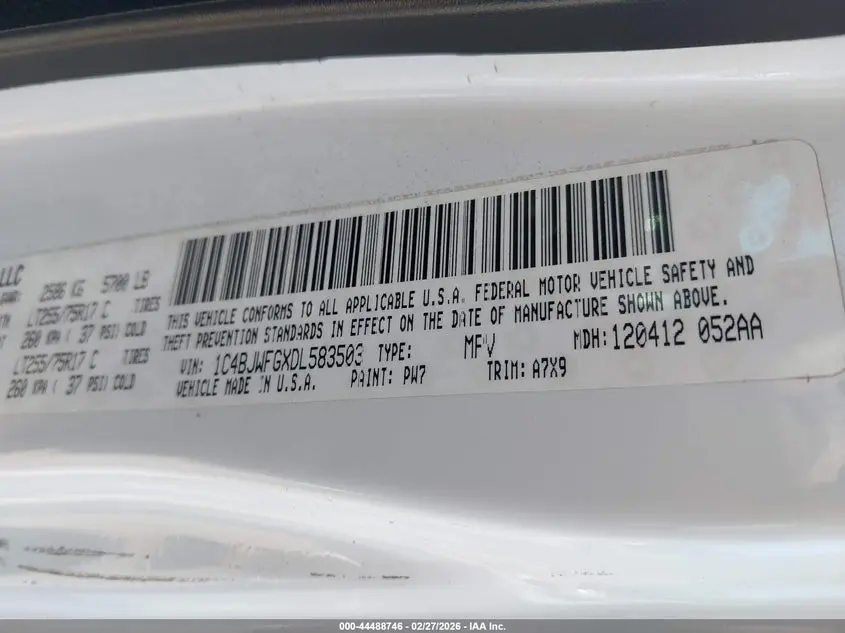 LLC
2586 KG 5700 LB
LT255/75R17 C TIRES
260 KPA ( 37 PSI) COLD
LT255/75R17 C TIRES
260 KPA ( 37 PSI) COLD
THIS VEHICLE CONFORMS TO ALL APPLICABLE U.S.A. FEDERAL MOTOR VEHICLE SAFETY AND
THEFT PREVENTION STANDARDS IN EFFECT ON THE DATE OF MANUFACTURE SHOWN ABOVE.
VIN: 1C4BJWFGXDL583503 TYPE: MPV MDH: 120412 052AA
VEHICLE MADE IN U.S.A. PAINT: PW7 TRIM: A7X9
000-44488746 - 02/27/2026 - IAA Inc.